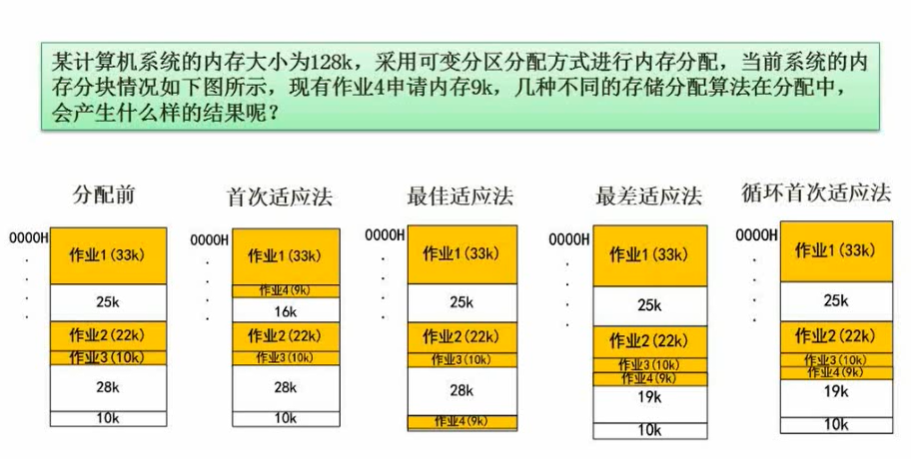 某计算机系统的内存大小为128k，采用可变分区分配方式进行内存分配，当前系统的内
存分块情况如下图所示，现有作业4申请内存9k，几种不同的存储分配算法在分配中，
会产生什么样的结果呢？
分配前
0000H
作业1(33k)
25k
作业2(22k)
作业3(10k)
28k
10k
首次适应法
0000H
作业1(33k)
作业4(9k)
16k
作业2(22k)
作业3(10k)
28k
10k
最佳适应法
0000H
作业1(33k)
25k
作业2(22k)
作业3(10k)
28k
作业4(9k)
最差适应法
0000H
作业1(33k)
25k
作业2(22k)
作业3(10k)
作业4(9k)
19k
10k
循环首次适应法
0000H
作业1(33k)
25k
作业2(22k)
作业3(10k)
作业4(9k)
19k
10k